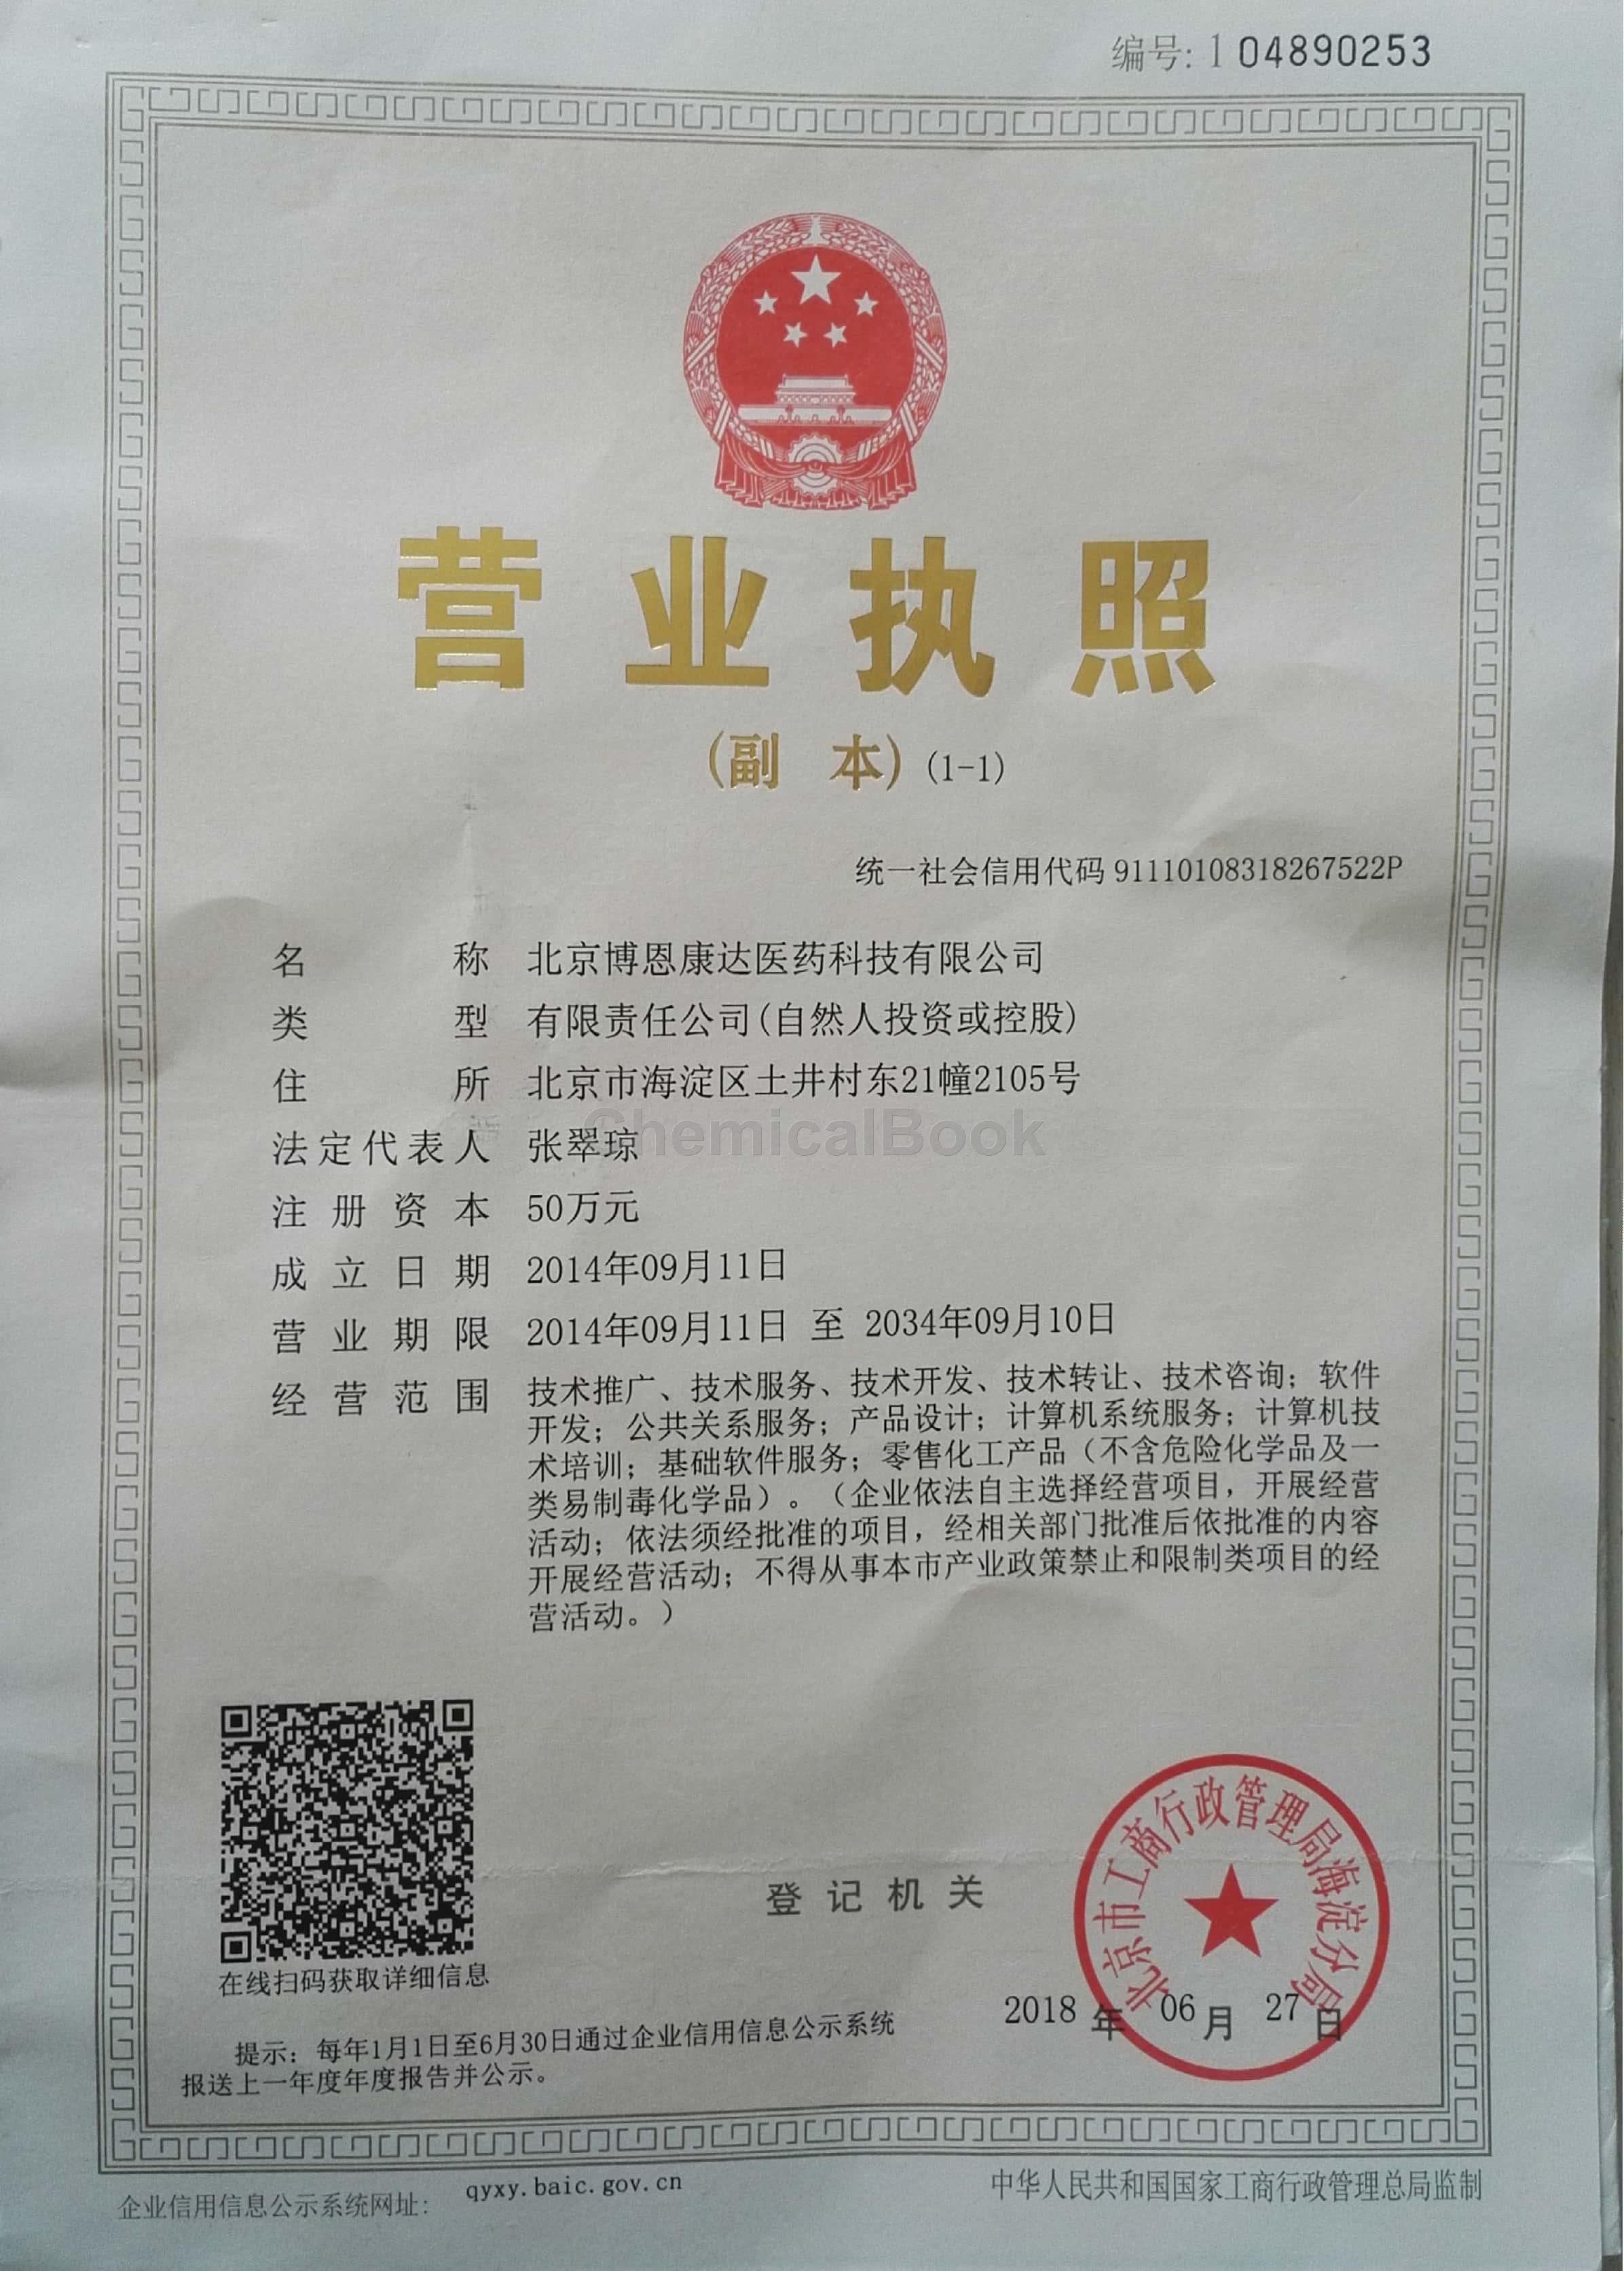 编号: 1 04890253
营业执照
(副 本) (1-1)
统一社会信用代码 91110108318267522P
名称 北京博恩康达医药科技有限公司
类型 有限责任公司(自然人投资或控股)
住所 北京市海淀区土井村东21幢2105号
法定代表人 张翠琼
ChemicalBook
注册资本 50万元
成立日期 2014年09月11日
营业期限 2014年09月11日 至 2034年09月10日
经营范围 技术推广、技术服务、技术开发、技术转让、技术咨询；软件
开发；公共关系服务；产品设计；计算机系统服务；计算机技
术培训；基础软件服务；零售化工产品（不含危险化学品及一
类易制毒化学品）。（企业依法自主选择经营项目，开展经营
活动；依法须经批准的项目，经相关部门批准后依批准的内容
开展经营活动；不得从事本市产业政策禁止和限制类项目的经
营活动。）
在线扫码获取详细信息
登记机关
北京市工商行政管理局海淀分局
2018 年 06 月 27 日
提示：每年1月1日至6月30日通过企业信用信息公示系统
报送上一年度年度报告并公示。
企业信用信息公示系统网址: qyxy.baic.gov.cn
中华人民共和国国家工商行政管理总局监制